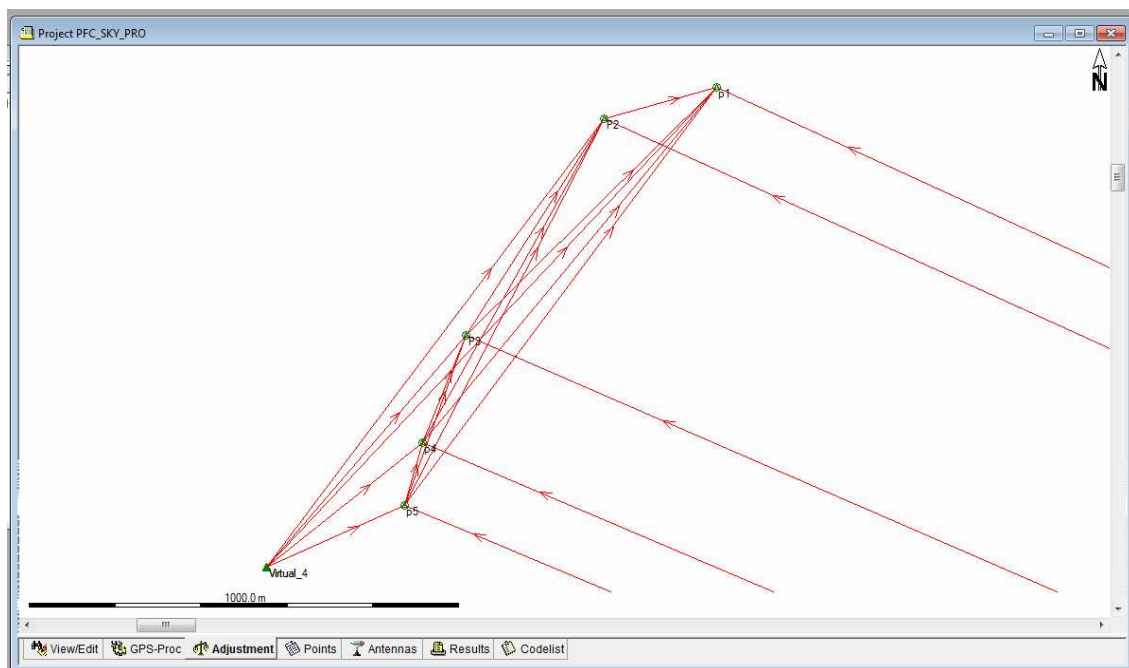 Project PFC_SKY_PRO
N
p1
P2
P3
p4
p5
Virtual_4
1000.0 m
View/Edit GPS-Proc Adjustment Points Antennas Results Codelist